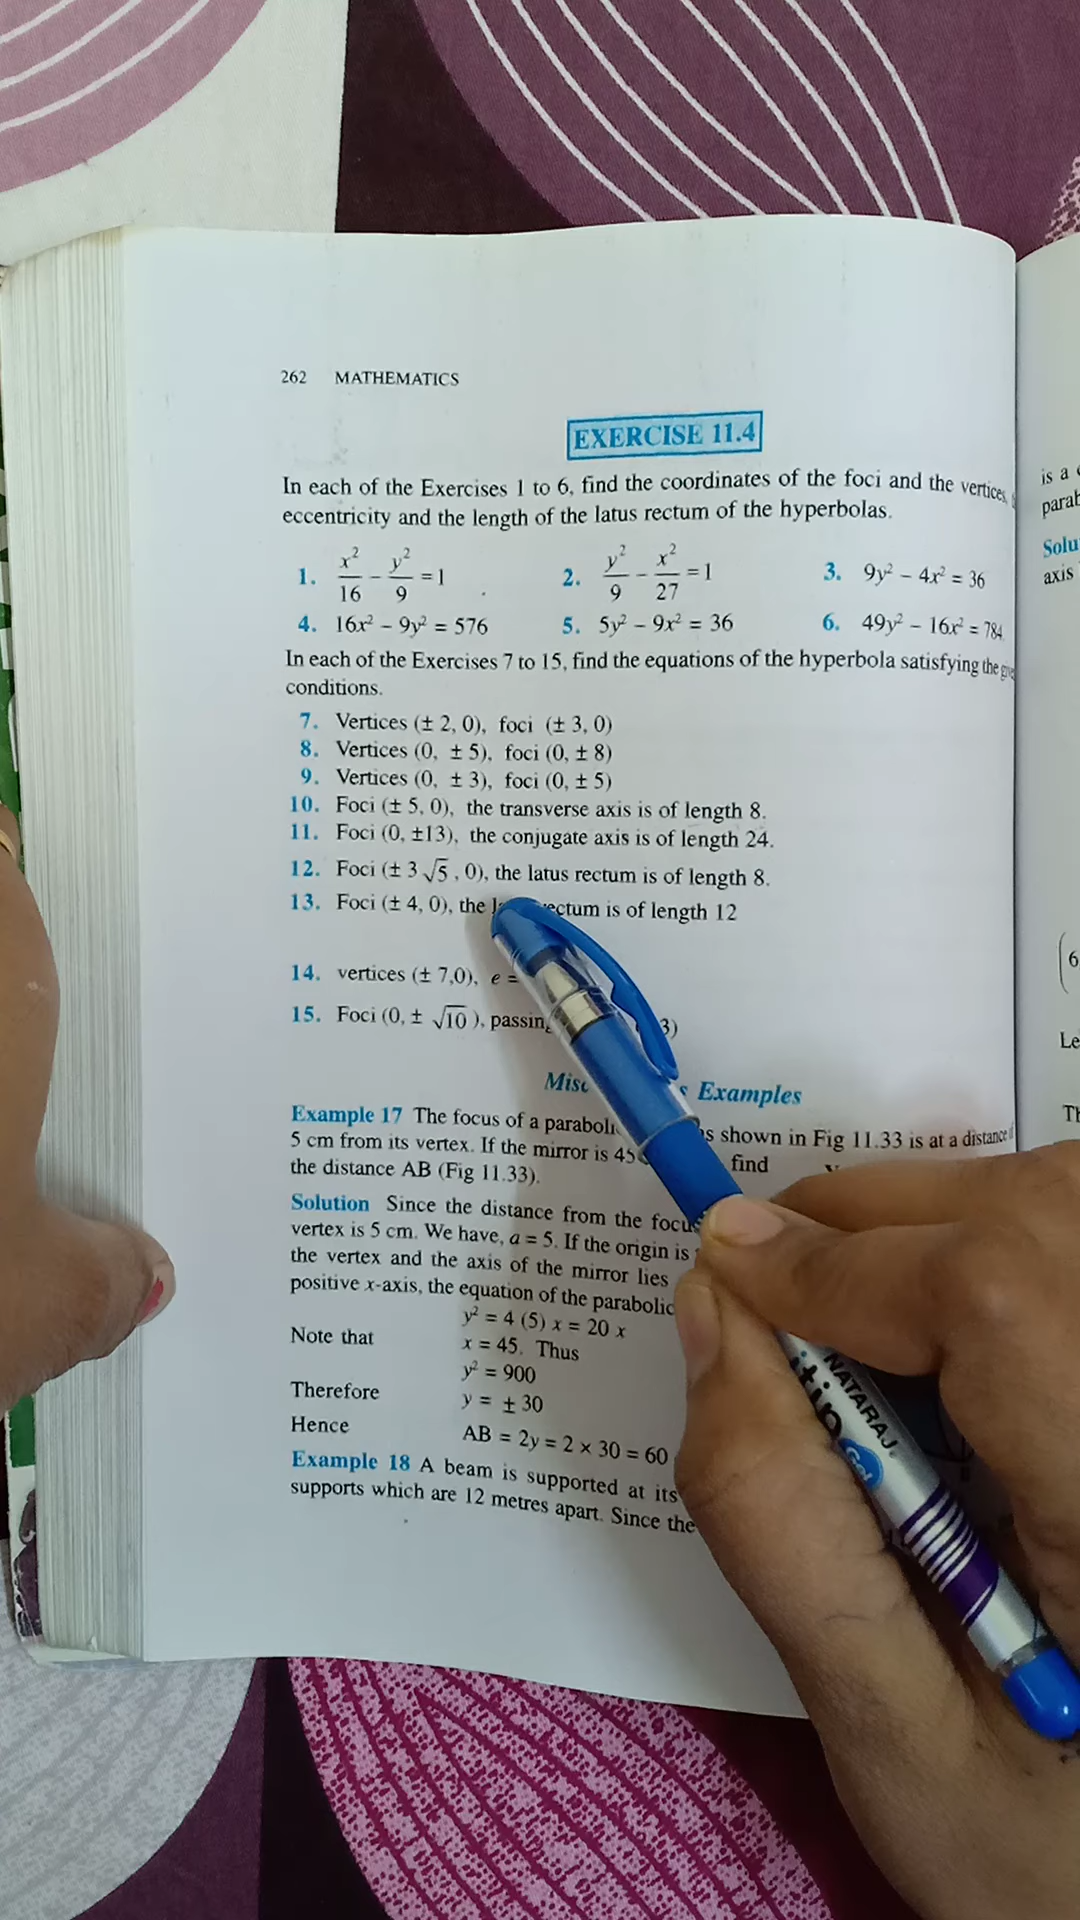 262 MATHEMATICS
EXERCISE 11.4
In each of the Exercises 1 to 6, find the coordinates of the foci and the vertices,
eccentricity and the length of the latus rectum of the hyperbolas.
1. x²/16 − y²/9 = 1 2. y²/9 − x²/27 = 1 3. 9y² − 4x² = 36
4. 16x² − 9y² = 576 5. 5y² − 9x² = 36 6. 49y² − 16x² = 784.
In each of the Exercises 7 to 15, find the equations of the hyperbola satisfying the
conditions.
7. Vertices (± 2, 0), foci (± 3, 0)
8. Vertices (0, ± 5), foci (0, ± 8)
9. Vertices (0, ± 3), foci (0, ± 5)
10. Foci (± 5, 0), the transverse axis is of length 8.
11. Foci (0, ±13), the conjugate axis is of length 24.
12. Foci (± 3√5, 0), the latus rectum is of length 8.
13. Foci (± 4, 0), the rectum is of length 12
14. vertices (± 7,0), e =
15. Foci (0, ± √10), passing 3)
Examples
Example 17 The focus of a as shown in Fig 11.33 is at a distance
5 cm from its vertex. If the mirror is 45 find
the distance AB (Fig 11.33).
Solution Since the distance from the
vertex is 5 cm. We have, a = 5. If the origin is
the vertex and the axis of the mirror lies
positive x-axis, the equation of the parabolic
y² = 4 (5) x = 20 x
Note that x = 45. Thus
y² = 900
Therefore y = ± 30
Hence AB = 2y = 2 × 30 = 60
Example 18 A beam is supported at its
supports which are 12 metres apart. Since the
is a
Solu
axis
6
Le
NATARAJ
Gel